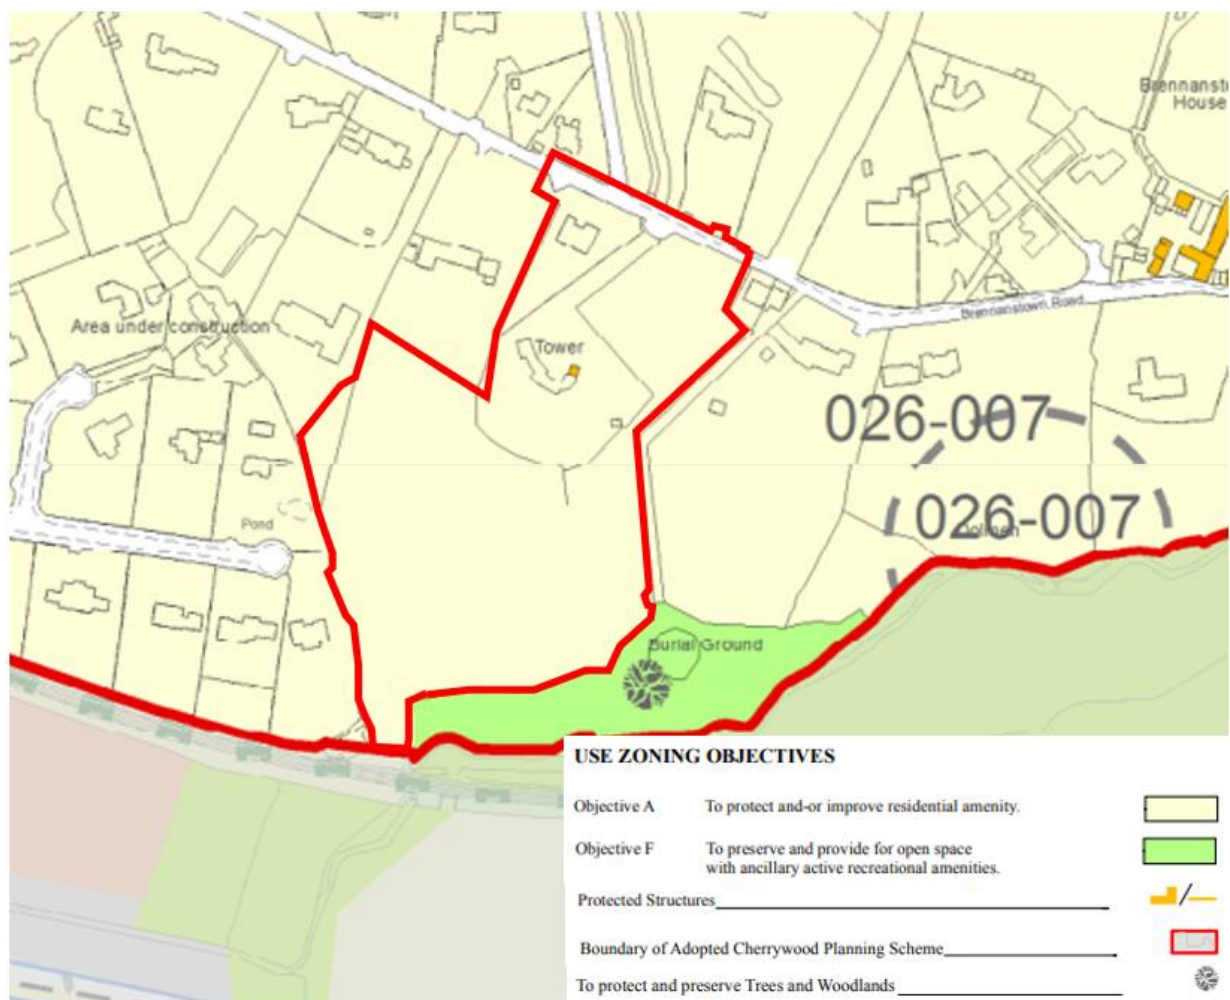 Brennanst
House
Area under construction
Tower
Brennanstown Road
026-007
026-007
Dolmen
Pond
Burial Ground
USE ZONING OBJECTIVES
Objective A To protect and-or improve residential amenity.
Objective F To preserve and provide for open space
with ancillary active recreational amenities.
Protected Structures
Boundary of Adopted Cherrywood Planning Scheme
To protect and preserve Trees and Woodlands